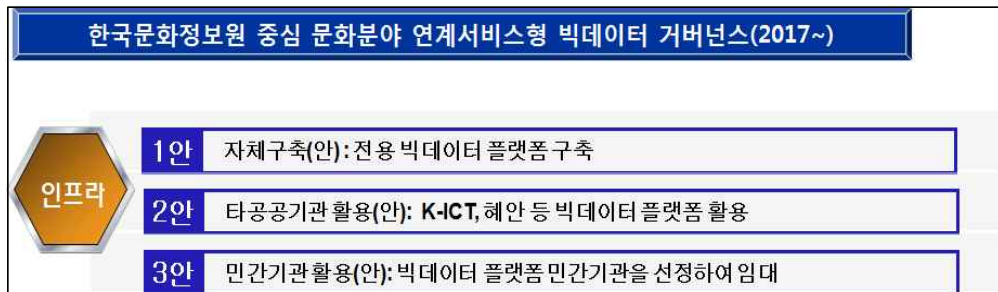 한국문화정보원 중심 문화분야 연계서비스형 빅데이터 거버넌스(2017~)
인프라
1안 자체구축(안) : 전용 빅데이터 플랫폼 구축
2안 타공공기관 활용(안): K-ICT, 혜안 등 빅데이터 플랫폼 활용
3안 민간기관 활용(안): 빅데이터 플랫폼 민간기관을 선정하여 임대